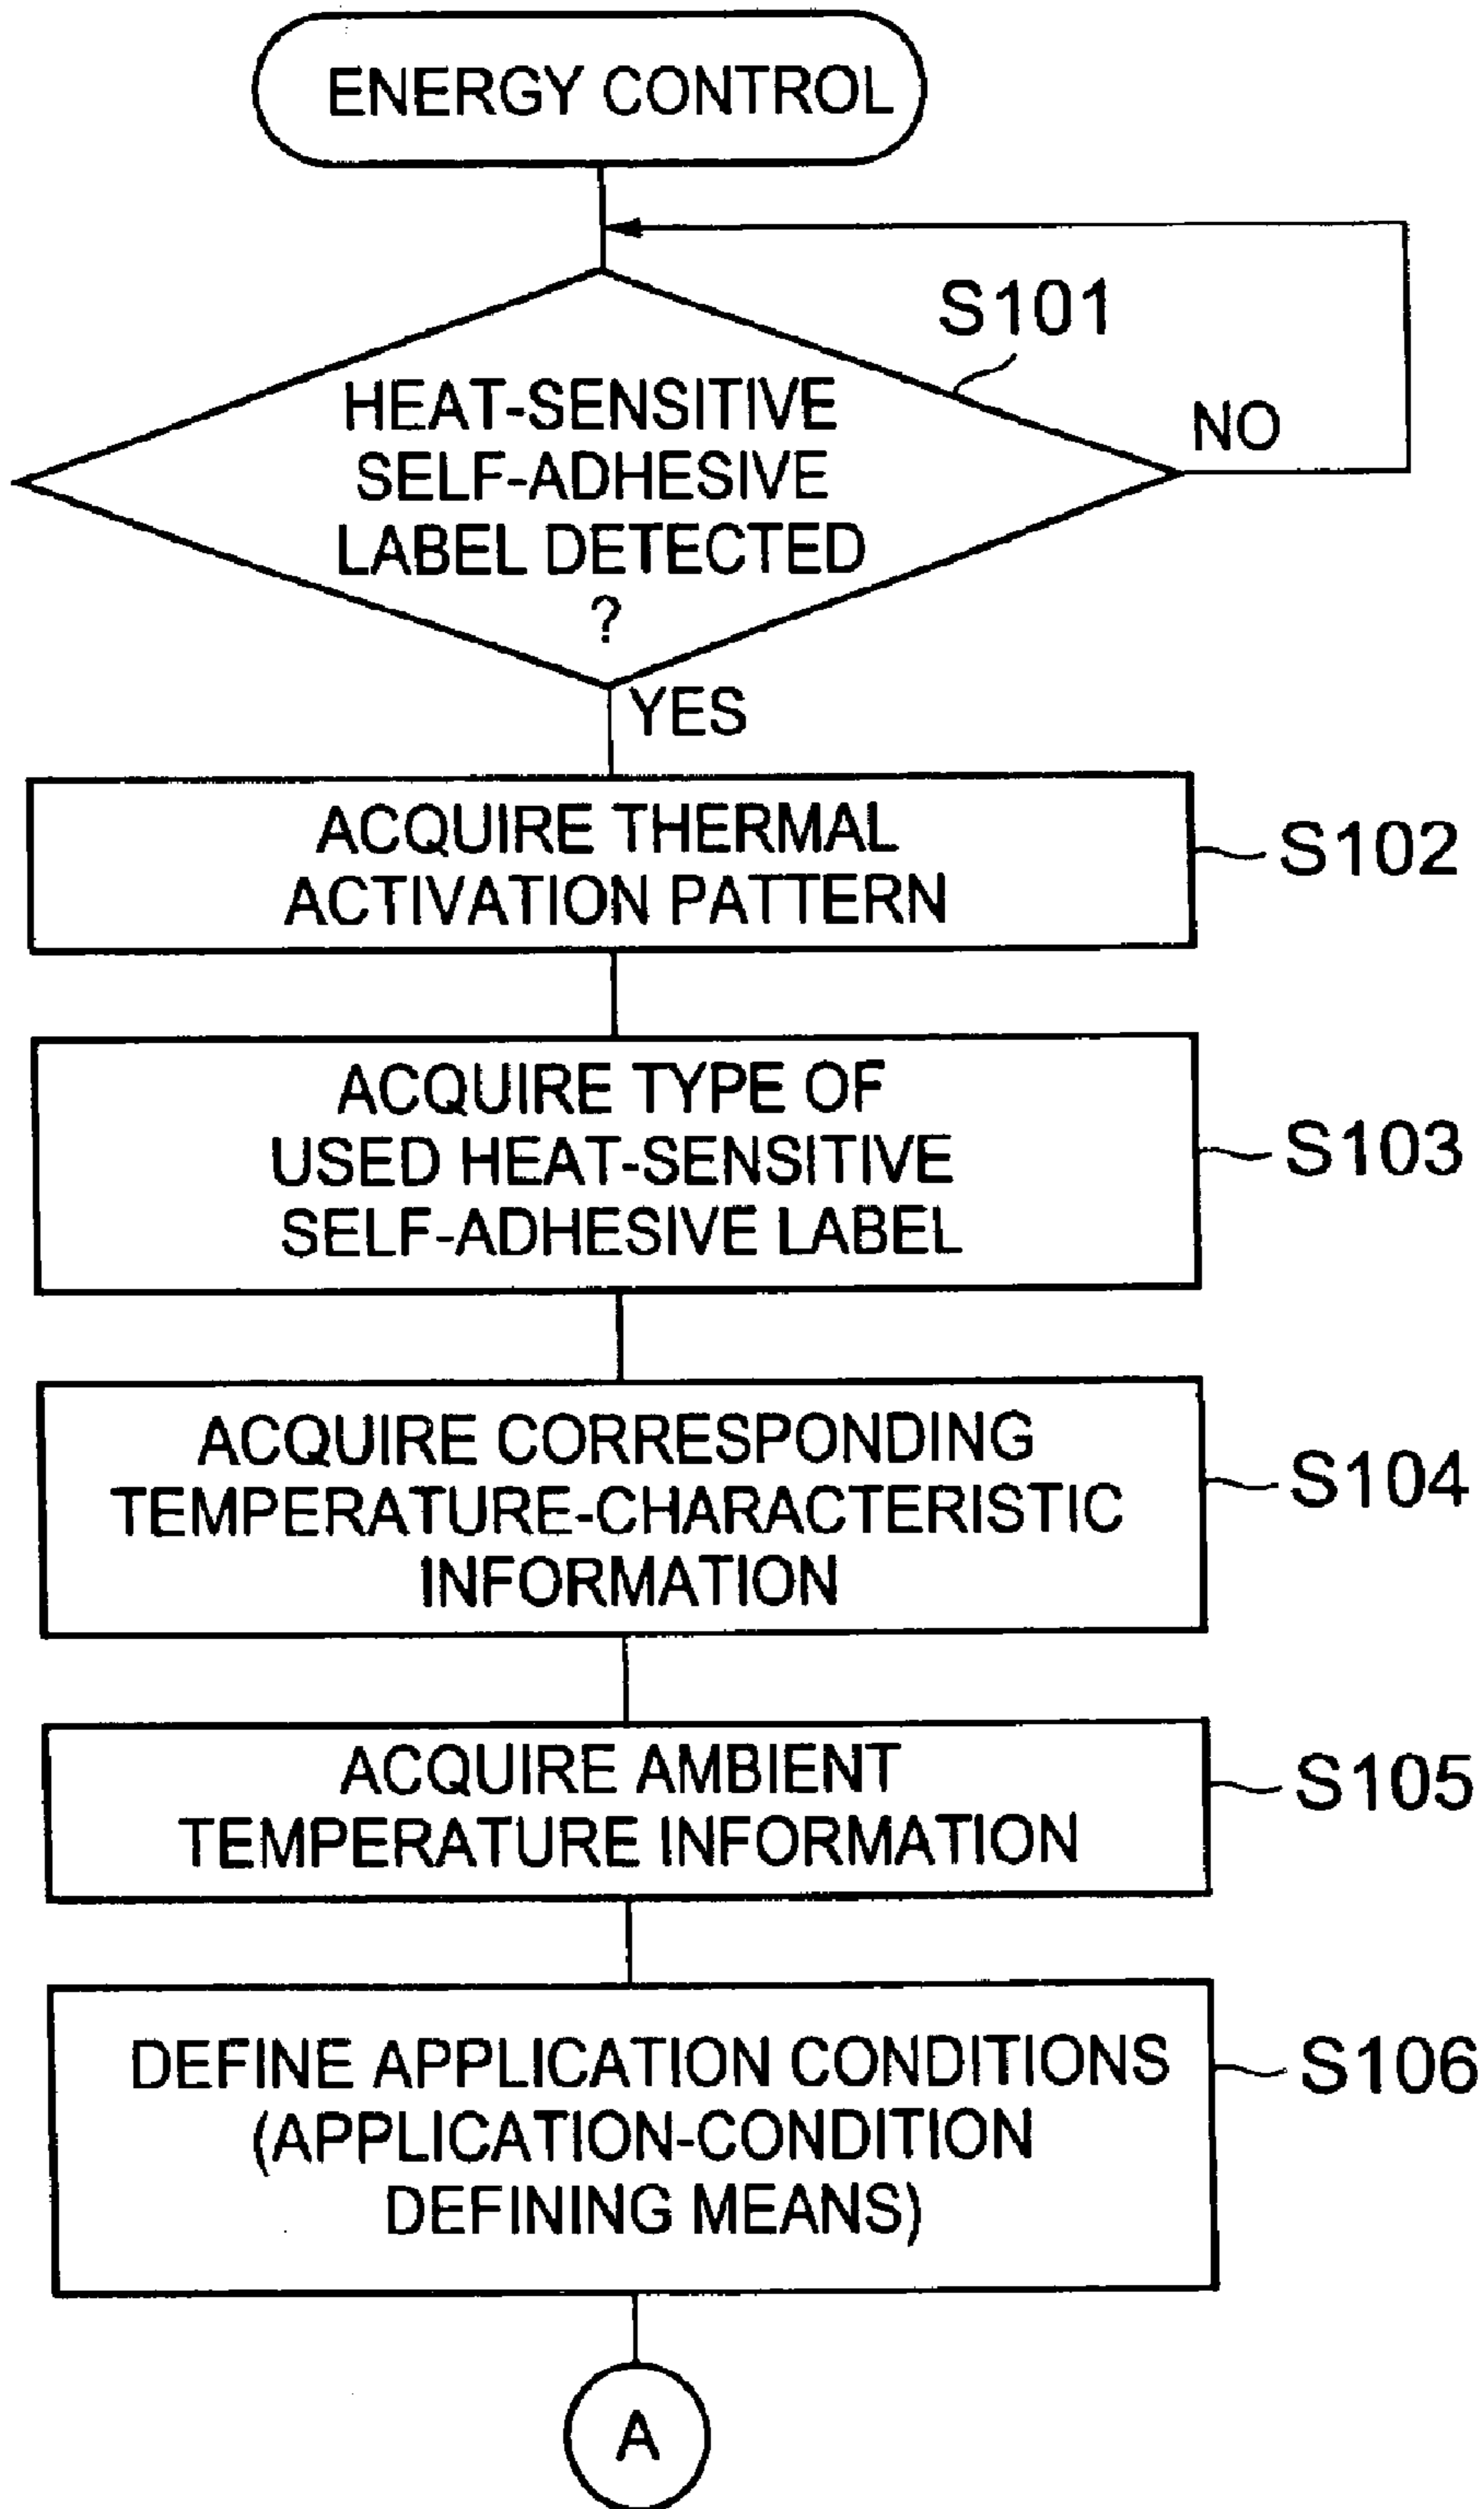 ENERGY CONTROL
S101
HEAT-SENSITIVE
SELF-ADHESIVE
LABEL DETECTED
?
NO
YES
ACQUIRE THERMAL
ACTIVATION PATTERN
S102
ACQUIRE TYPE OF
USED HEAT-SENSITIVE
SELF-ADHESIVE LABEL
S103
ACQUIRE CORRESPONDING
TEMPERATURE-CHARACTERISTIC
INFORMATION
S104
ACQUIRE AMBIENT
TEMPERATURE INFORMATION
S105
DEFINE APPLICATION CONDITIONS
(APPLICATION-CONDITION
DEFINING MEANS)
S106
A